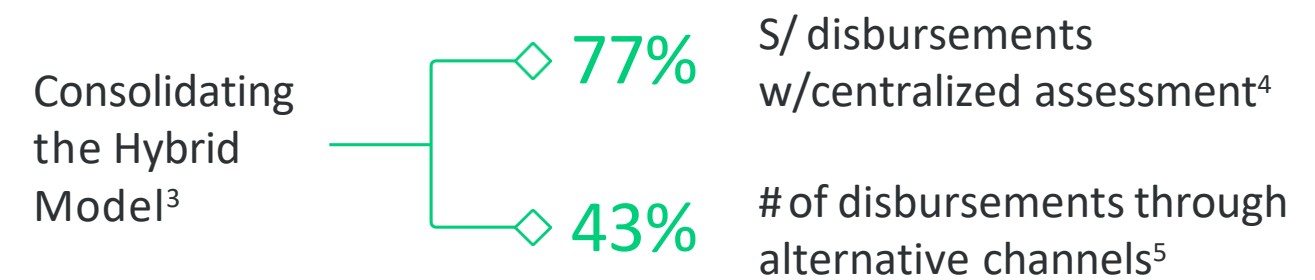 Consolidating
the Hybrid
Model³
77%
S/ disbursements
w/centralized assessment⁴
43%
# of disbursements through
alternative channels⁵